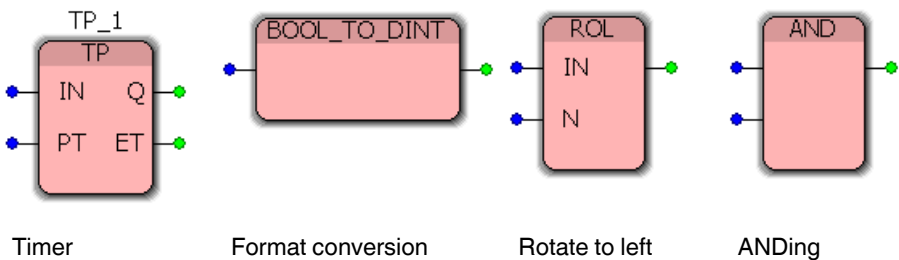 TP_1
TP
IN Q
PT ET
BOOL_TO_DINT
ROL
IN
N
AND
Timer
Format conversion
Rotate to left
ANDing